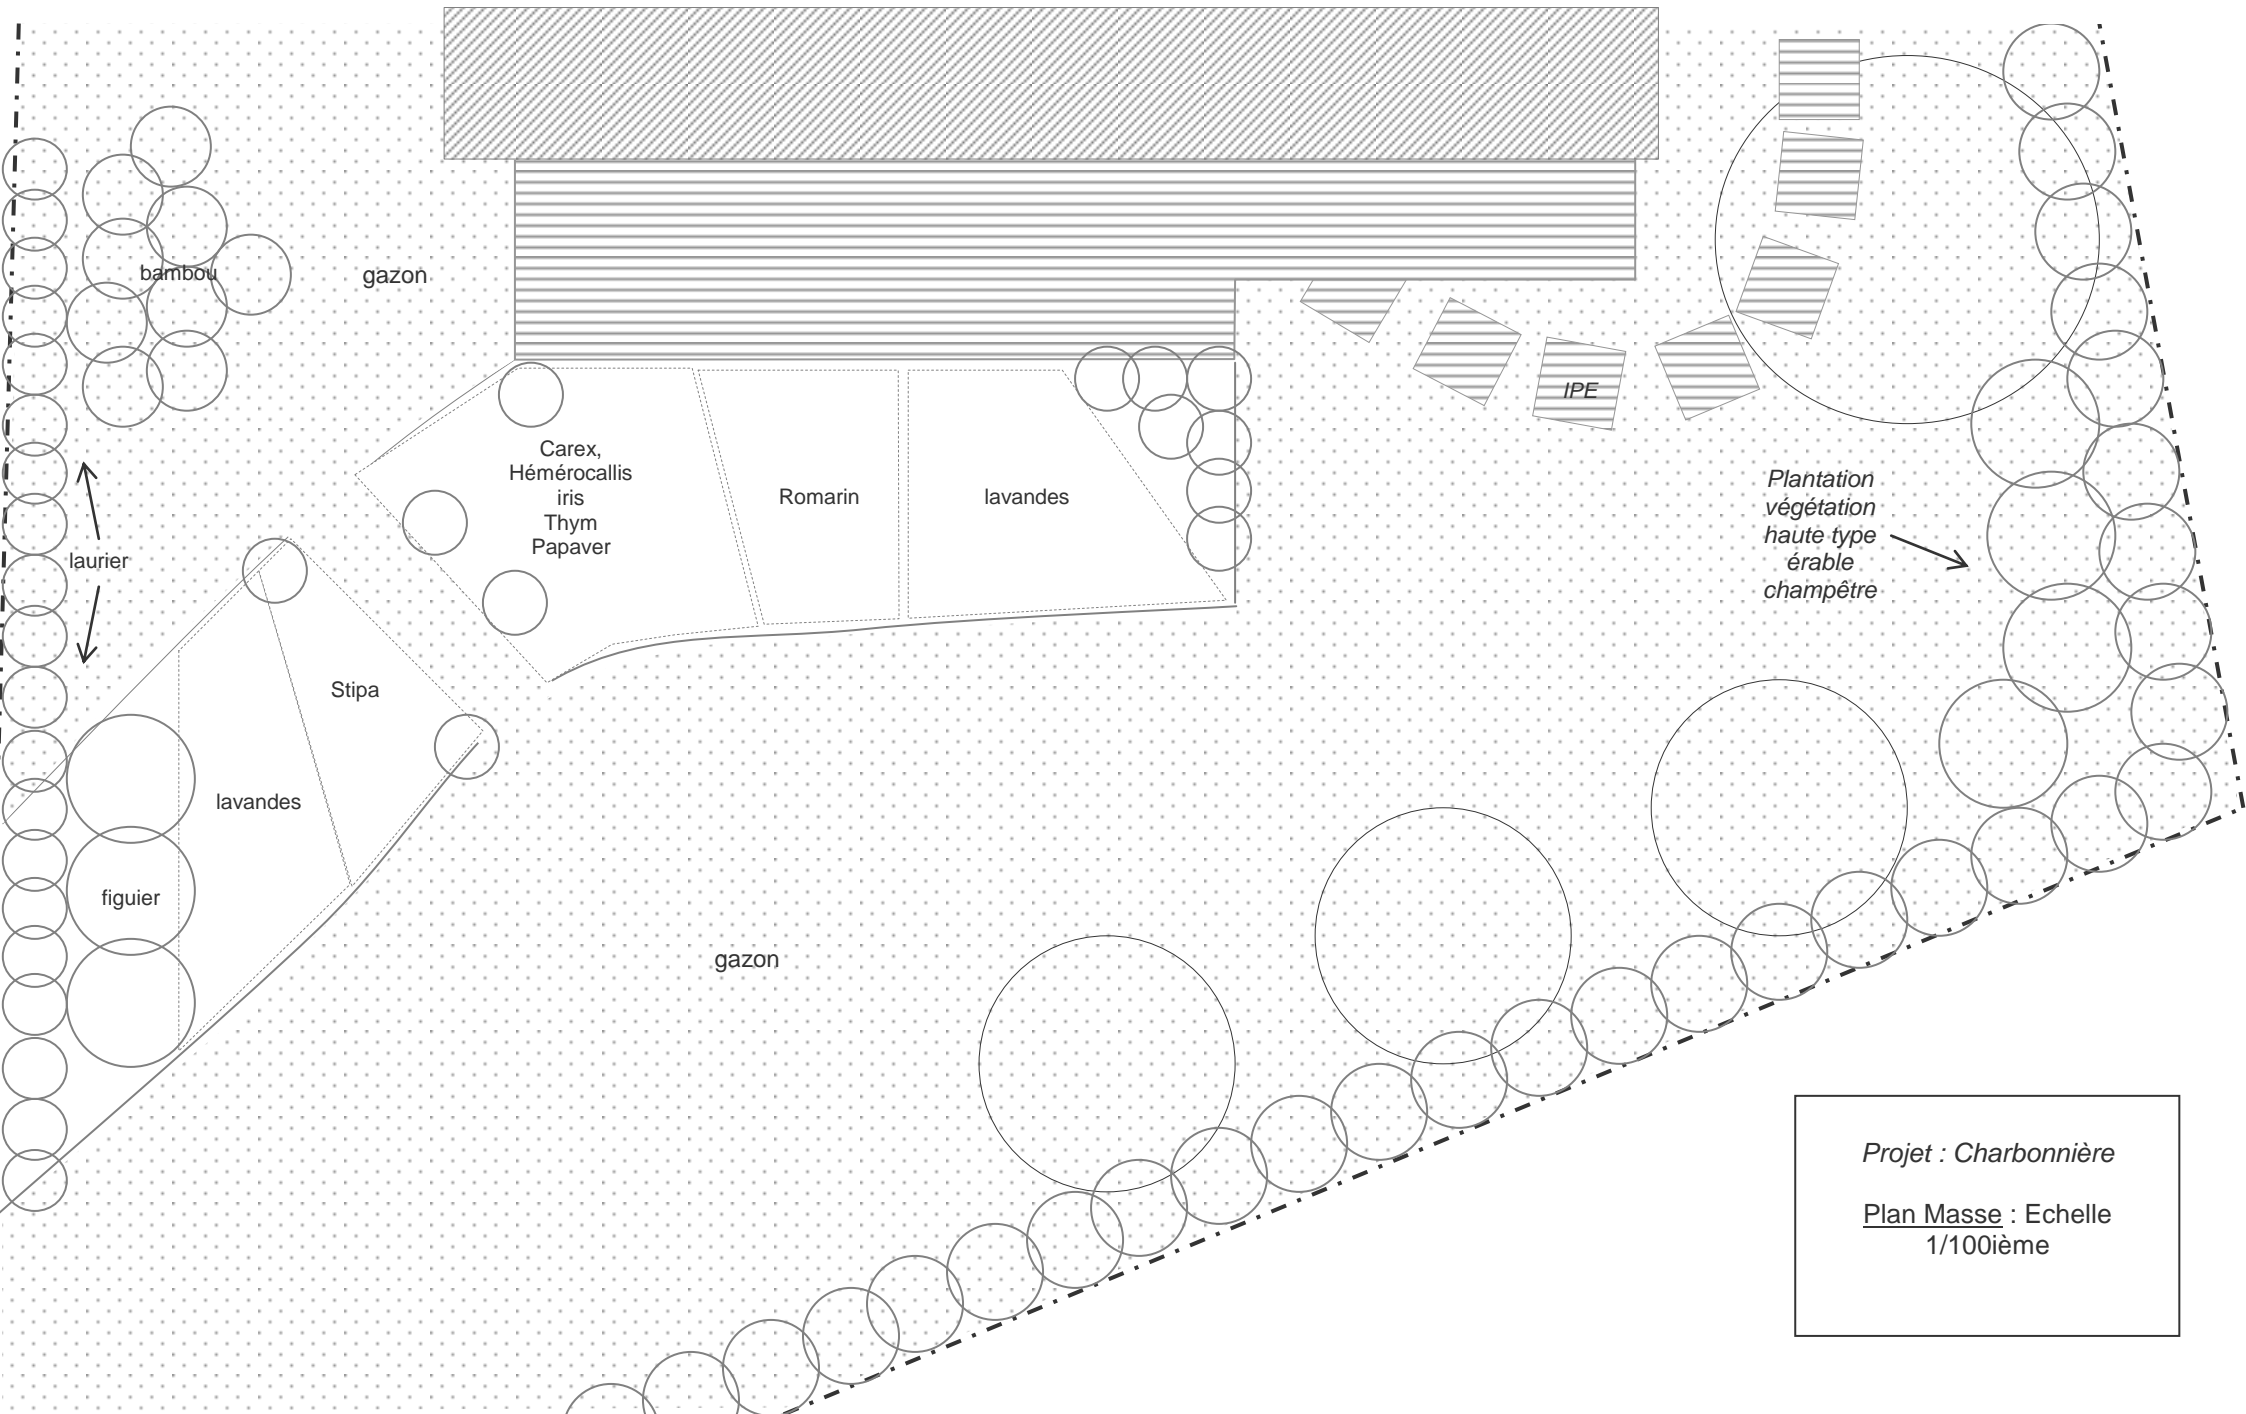 bambou
gazon
IPE
Carex,
Hémérocallis
iris
Thym
Papaver
Romarin
lavandes
Plantation
végétation
haute type
érable
champêtre
laurier
Stipa
lavandes
figuier
gazon
Projet : Charbonnière
Plan Masse : Echelle
1/100ième